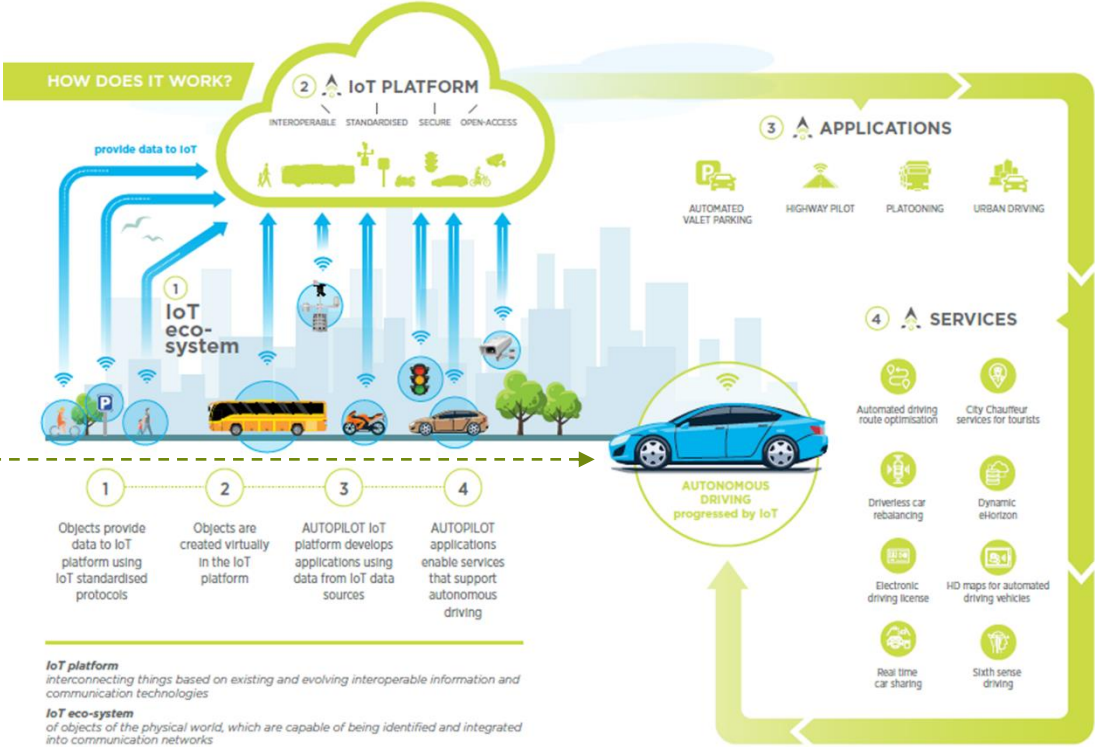 HOW DOES IT WORK?
2 IoT PLATFORM
INTEROPERABLE STANDARDISED SECURE OPEN-ACCESS
provide data to IoT
1
IoT
eco-
system
P
3 APPLICATIONS
P
AUTOMATED
VALET PARKING
HIGHWAY PILOT
PLATOONING
URBAN DRIVING
4 SERVICES
Automated driving
route optimisation
City Chauffeur
services for tourists
Driverless car
rebalancing
Dynamic
eHorizon
Electronic
driving license
HD maps for automated
driving vehicles
Real time
car sharing
Sixth sense
driving
AUTONOMOUS
DRIVING
progressed by IoT
1
Objects provide
data to IoT
platform using
IoT standardised
protocols
2
Objects are
created virtually
in the IoT
platform
3
AUTOPILOT IoT
platform develops
applications using
data from IoT data
sources
4
AUTOPILOT
applications
enable services
that support
autonomous
driving
IoT platform
interconnecting things based on existing and evolving interoperable information and
communication technologies
IoT eco-system
of objects of the physical world, which are capable of being identified and integrated
into communication networks